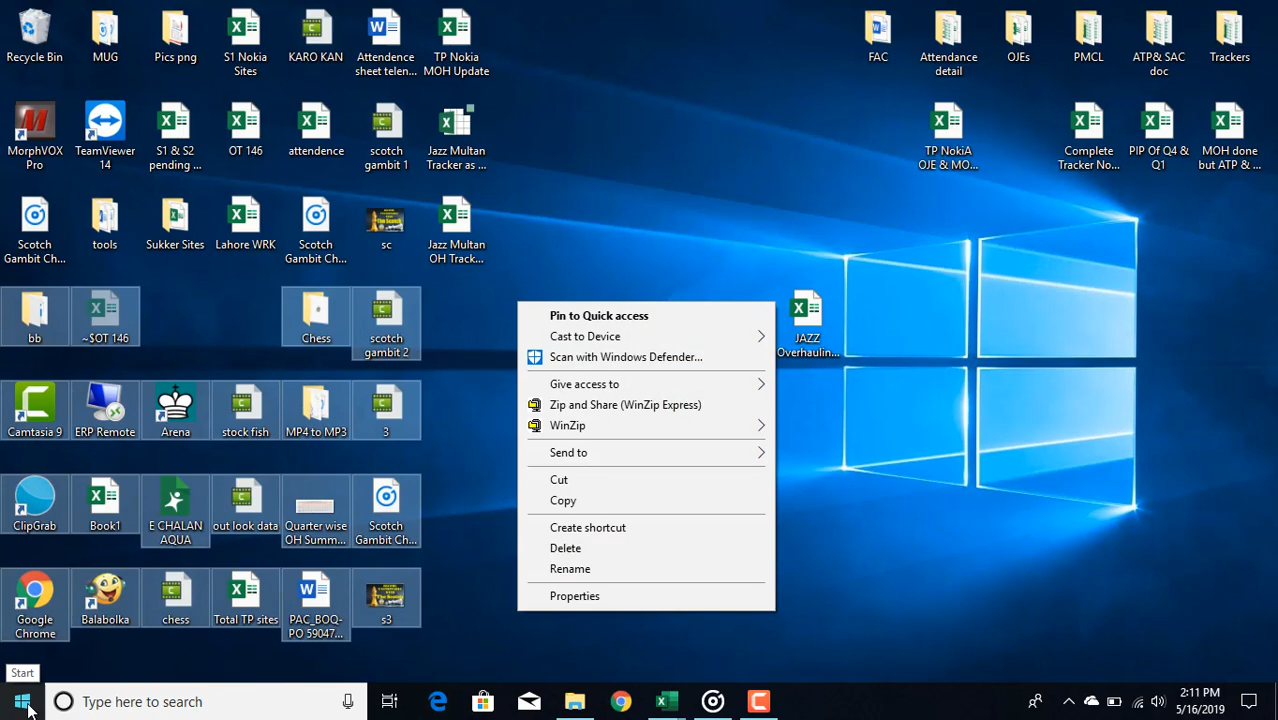 Recycle Bin
MUG
Pics png
S1 Nokia
Sites
KARO KAN
Attendence
sheet telen...
TP Nokia
MOH Update
FAC
Attendance
detail
OJEs
PMCL
ATP& SAC
doc
Trackers
MorphVOX
Pro
TeamViewer
14
S1 & S2
pending ...
OT 146
attendence
scotch
gambit 1
Jazz Multan
Tracker as ...
TP NokiA
OJE & MO...
Complete
Tracker No...
PIP Of Q4 &
Q1
MOH done
but ATP & ...
Scotch
Gambit Ch...
tools
Sukker Sites
Lahore WRK
Scotch
Gambit Ch...
sc
Jazz Multan
OH Track...
bb
~$OT 146
Chess
scotch
gambit 2
JAZZ
Overhaulin...
Camtasia 9
ERP Remote
Arena
stock fish
MP4 to MP3
3
ClipGrab
Book1
E CHALAN
AQUA
out look data
Quarter wise
OH Summ...
Scotch
Gambit Ch...
Google
Chrome
Balabolka
chess
Total TP sites
PAC_BOQ-
PO 59047...
s3
Pin to Quick access
Cast to Device
Scan with Windows Defender...
Give access to
Zip and Share (WinZip Express)
WinZip
Send to
Cut
Copy
Create shortcut
Delete
Rename
Properties
Start
Type here to search
2:11 PM
5/16/2019